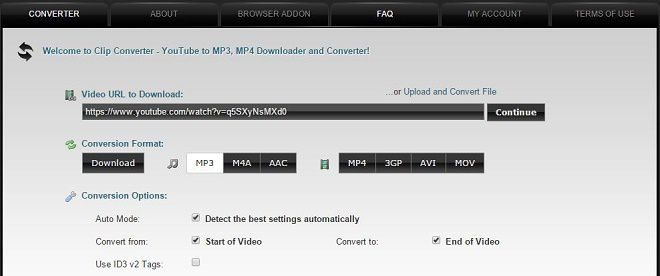 CONVERTER ABOUT BROWSER ADDON FAQ MY ACCOUNT TERMS OF USE
Welcome to Clip Converter - YouTube to MP3, MP4 Downloader and Converter!
Video URL to Download: ...or Upload and Convert File
https://www.youtube.com/watch?v=q5SXyNsMXd0 Continue
Conversion Format:
Download MP3 M4A AAC MP4 3GP AVI MOV
Conversion Options:
Auto Mode: Detect the best settings automatically
Convert from: Start of Video Convert to: End of Video
Use ID3 v2 Tags: